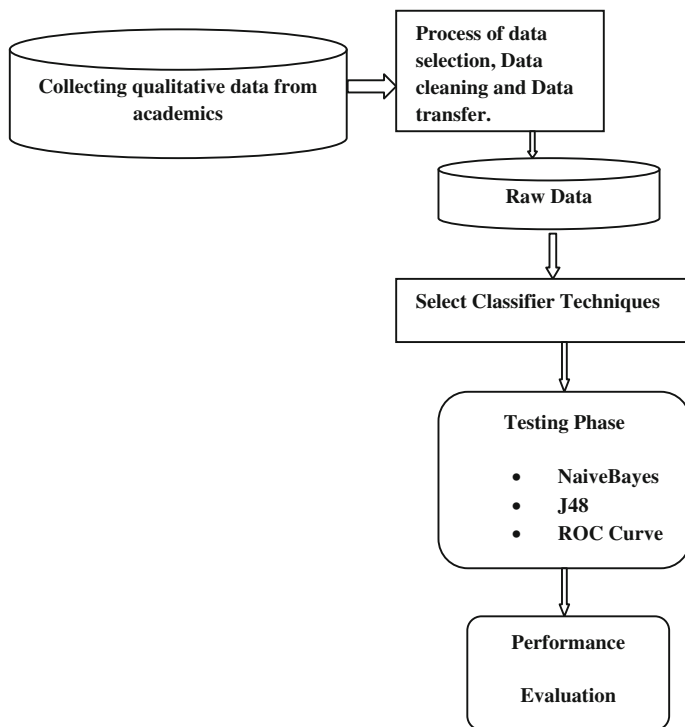 Collecting qualitative data from
academics
Process of data
selection, Data
cleaning and Data
transfer.
Raw Data
Select Classifier Techniques
Testing Phase
• NaiveBayes
• J48
• ROC Curve
Performance
Evaluation